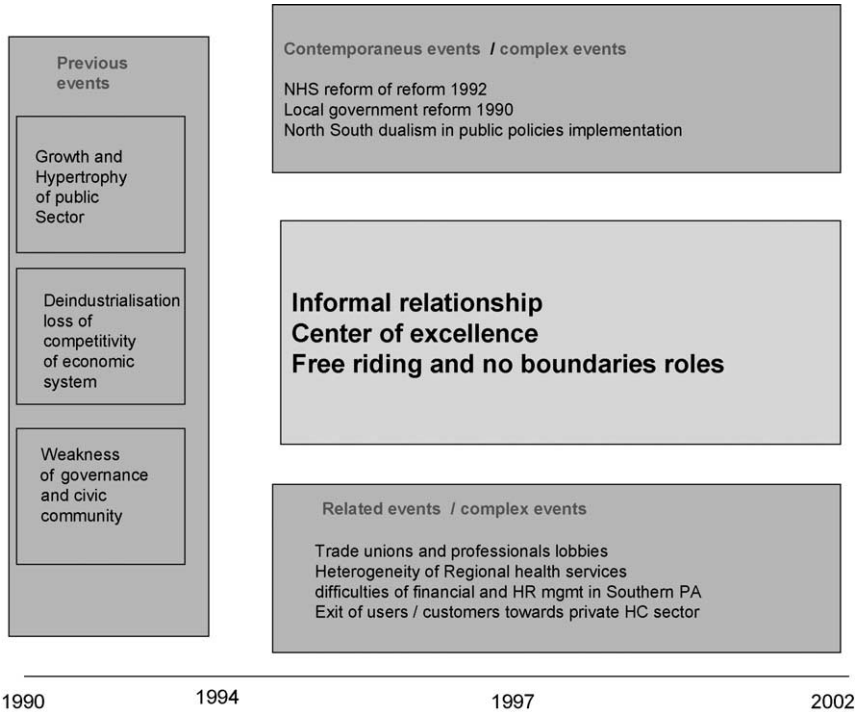 Previous
events
Growth and
Hypertrophy
of public
Sector
Deindustrialisation
loss of
competitivity
of economic
system
Weakness
of governance
and civic
community
Contemporaneus events / complex events
NHS reform of reform 1992
Local government reform 1990
North South dualism in public policies implementation
Informal relationship
Center of excellence
Free riding and no boundaries roles
Related events / complex events
Trade unions and professionals lobbies
Heterogeneity of Regional health services
difficulties of financial and HR mgmt in Southern PA
Exit of users / customers towards private HC sector
1990 1994 1997 2002